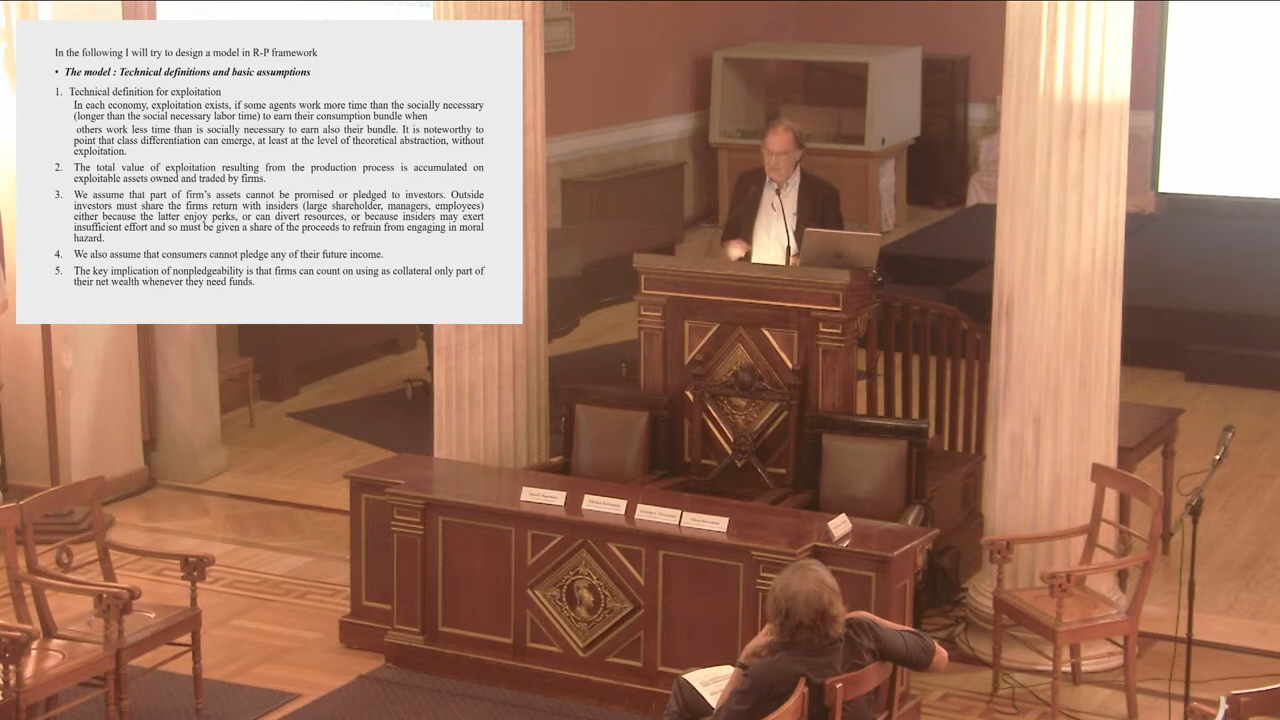 In the following I will try to design a model in R-P framework
• The model : Technical definitions and basic assumptions
1. Technical definition for exploitation
In each economy, exploitation exists, if some agents work more time than the socially necessary
(longer than the social necessary labor time) to earn their consumption bundle when
others work less time than is socially necessary to earn also their bundle. It is noteworthy to
point that class differentiation can emerge, at least at the level of theoretical abstraction, without
exploitation.
2. The total value of exploitation resulting from the production process is accumulated on
exploitable assets owned and traded by firms.
3. We assume that part of firm's assets cannot be promised or pledged to investors. Outside
investors must share the firms return with insiders (large shareholder, managers, employees)
either because the latter enjoy perks, or can divert resources, or because insiders may exert
insufficient effort and so must be given a share of the proceeds to refrain from engaging in moral
hazard.
4. We also assume that consumers cannot pledge any of their future income.
5. The key implication of nonpledgeability is that firms can count on using as collateral only part of
their net wealth whenever they need funds.